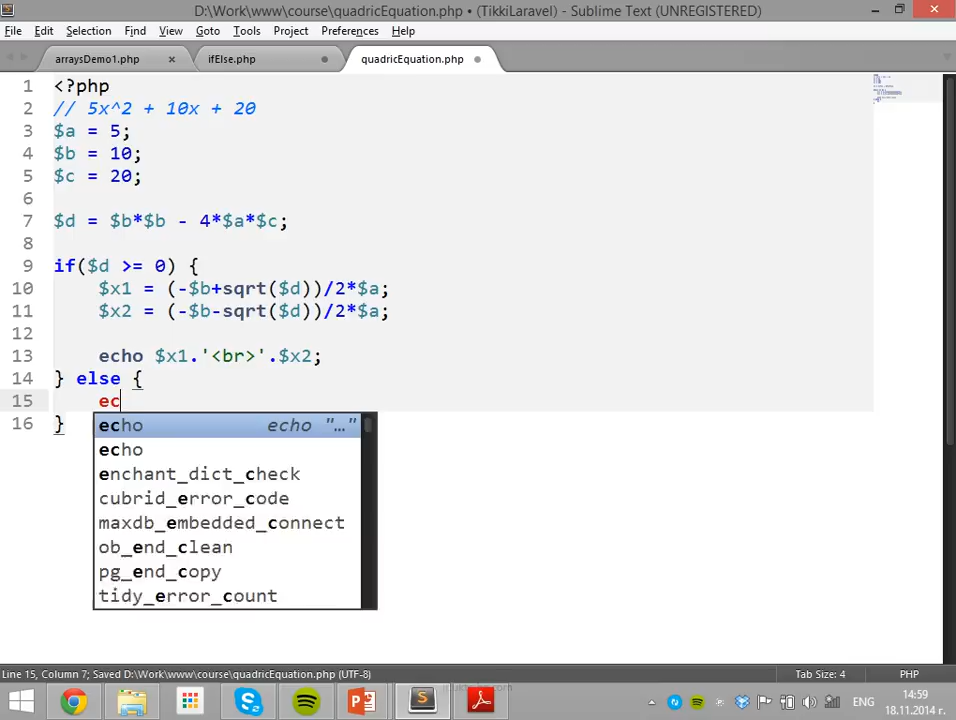 D:\Work\www\course\quadricEquation.php • (TikkiLaravel) - Sublime Text (UNREGISTERED)
File Edit Selection Find View Goto Tools Project Preferences Help
arraysDemo1.php ifElse.php quadricEquation.php
1 <?php
2 // 5x^2 + 10x + 20
3 $a = 5;
4 $b = 10;
5 $c = 20;
6
7 $d = $b*$b - 4*$a*$c;
8
9 if($d >= 0) {
10 $x1 = (-$b+sqrt($d))/2*$a;
11 $x2 = (-$b-sqrt($d))/2*$a;
12
13 echo $x1.'<br>'.$x2;
14 } else {
15 ec
16 }
echo echo "…"
echo
enchant_dict_check
cubrid_error_code
maxdb_embedded_connect
ob_end_clean
pg_end_copy
tidy_error_count
Line 15, Column 7; Saved D:\Work\www\course\quadricEquation.php (UTF-8) Tab Size: 4 PHP
ENG
14:59
18.11.2014 г.